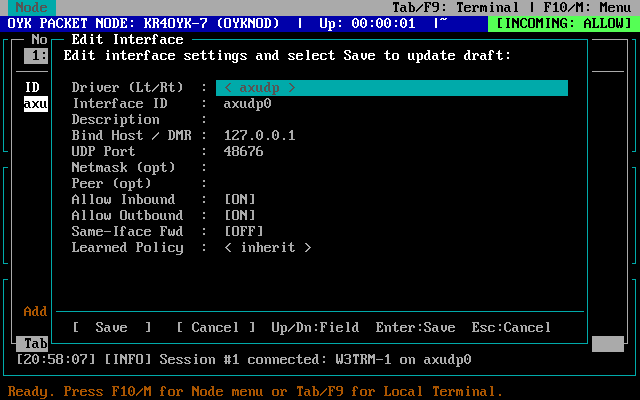 Node Tab/F9: Terminal | F10/M: Menu
OYK PACKET NODE: KR4OYK-7 (OYKNOD) | Up: 00:00:01 |~ [INCOMING: ALLOW]
No Edit Interface
1: Edit interface settings and select Save to update draft:
ID Driver (Lt/Rt) : < axudp >
axu Interface ID : axudp0
Description :
Bind Host / DMR : 127.0.0.1
UDP Port : 48676
Netmask (opt) :
Peer (opt) :
Allow Inbound : [ON]
Allow Outbound : [ON]
Same-Iface Fwd : [OFF]
Learned Policy : < inherit >
Add
Tab [ Save ] [ Cancel ] Up/Dn:Field Enter:Save Esc:Cancel
[20:58:07] [INFO] Session #1 connected: W3TRM-1 on axudp0
Ready. Press F10/M for Node menu or Tab/F9 for Local Terminal.